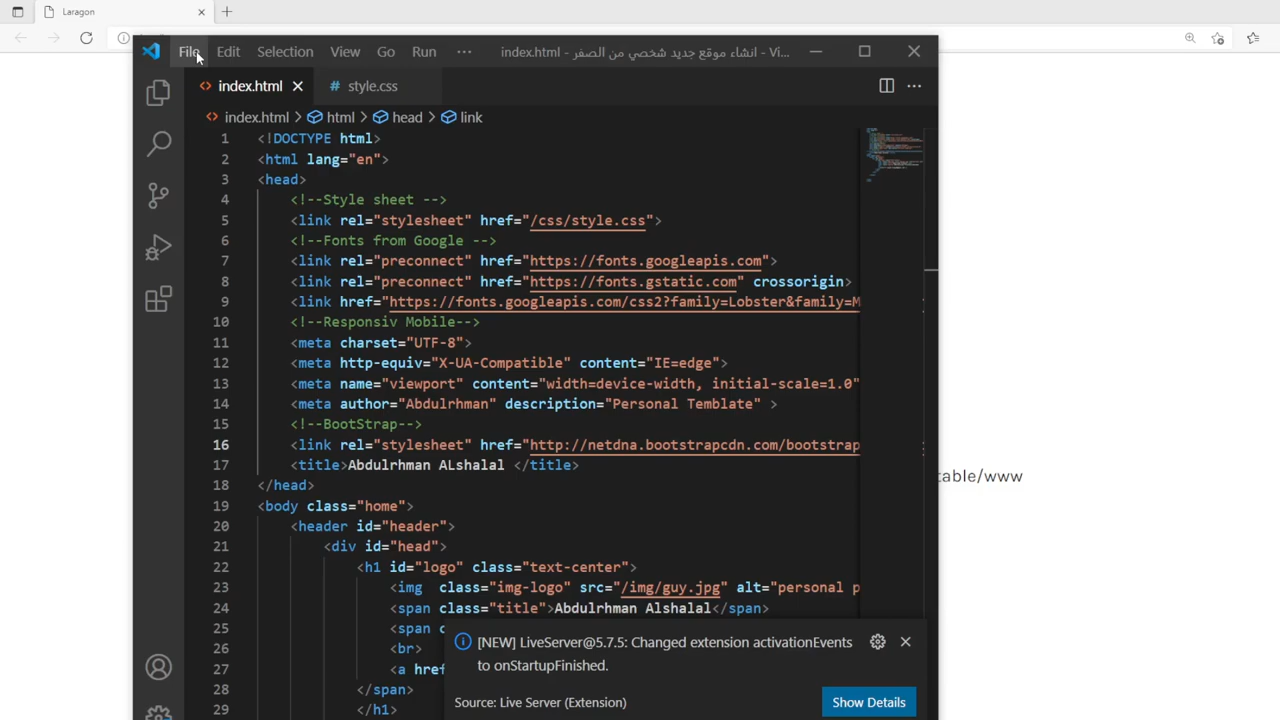 Laragon
File Edit Selection View Go Run ···
index.html - انشاء موقع جديد شخصي من الصفر - Vi...
index.html
# style.css
index.html > html > head > link
1 <!DOCTYPE html>
2 <html lang="en">
3 <head>
4 <!--Style sheet -->
5 <link rel="stylesheet" href="/css/style.css">
6 <!--Fonts from Google -->
7 <link rel="preconnect" href="https://fonts.googleapis.com">
8 <link rel="preconnect" href="https://fonts.gstatic.com" crossorigin>
9 <link href="https://fonts.googleapis.com/css2?family=Lobster&family=M
10 <!--Responsiv Mobile-->
11 <meta charset="UTF-8">
12 <meta http-equiv="X-UA-Compatible" content="IE=edge">
13 <meta name="viewport" content="width=device-width, initial-scale=1.0"
14 <meta author="Abdulrhman" description="Personal Temblate" >
15 <!--BootStrap-->
16 <link rel="stylesheet" href="http://netdna.bootstrapcdn.com/bootstrap
17 <title>Abdulrhman ALshalal </title>
18 </head>
19 <body class="home">
20 <header id="header">
21 <div id="head">
22 <h1 id="logo" class="text-center">
23 <img class="img-logo" src="/img/guy.jpg" alt="personal p
24 <span class="title">Abdulrhman Alshalal</span>
25 <span c
26 <br>
27 <a href
28 </span>
29 </h1>
table/www
[NEW] LiveServer@5.7.5: Changed extension activationEvents
to onStartupFinished.
Source: Live Server (Extension)
Show Details